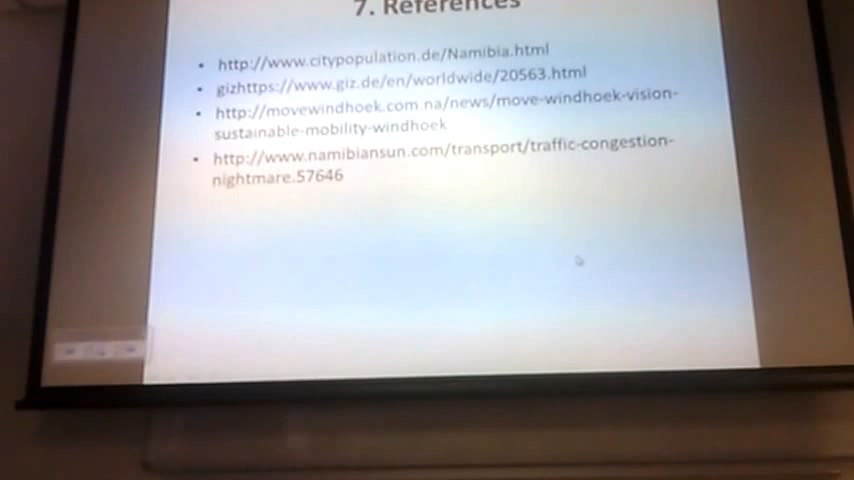 7. References
• http://www.citypopulation.de/Namibia.html
• gizhttps://www.giz.de/en/worldwide/20563.html
• http://movewindhoek.com.na/news/move-windhoek-vision-
sustainable-mobility-windhoek
• http://www.namibiansun.com/transport/traffic-congestion-
nightmare.57646